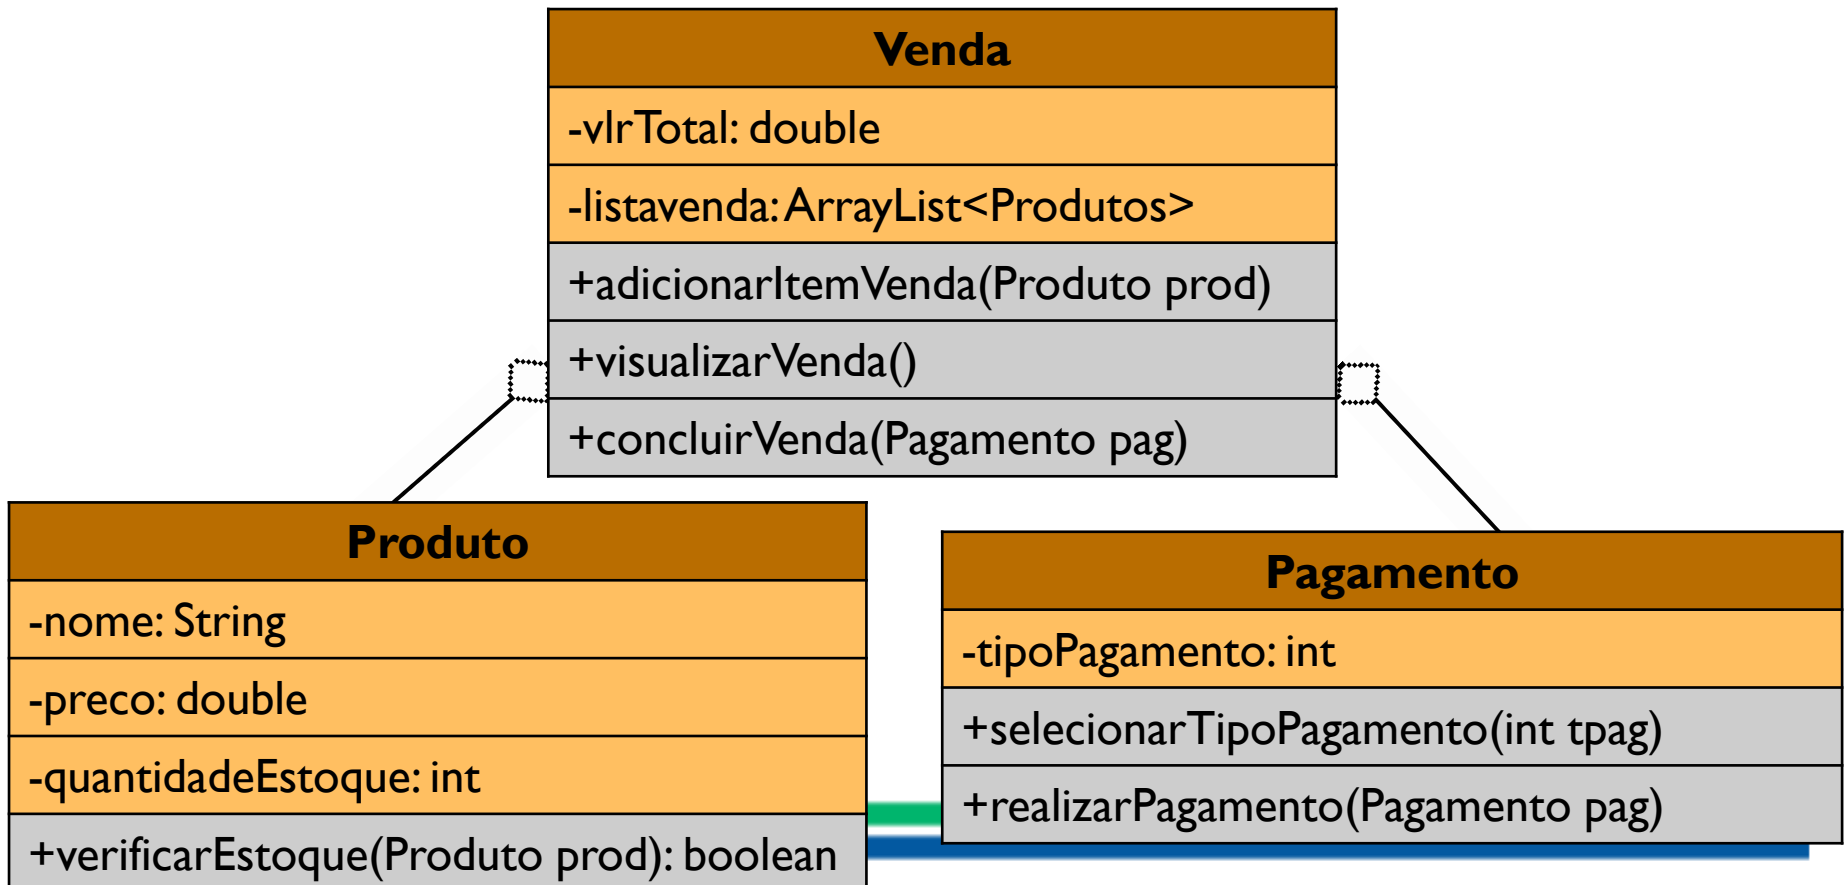 Venda
-vlrTotal: double
-listavenda: ArrayList<Produtos>
+adicionarItemVenda(Produto prod)
+visualizarVenda()
+concluirVenda(Pagamento pag)
Produto
-nome: String
-preco: double
-quantidadeEstoque: int
+verificarEstoque(Produto prod): boolean
Pagamento
-tipoPagamento: int
+selecionarTipoPagamento(int tpag)
+realizarPagamento(Pagamento pag)